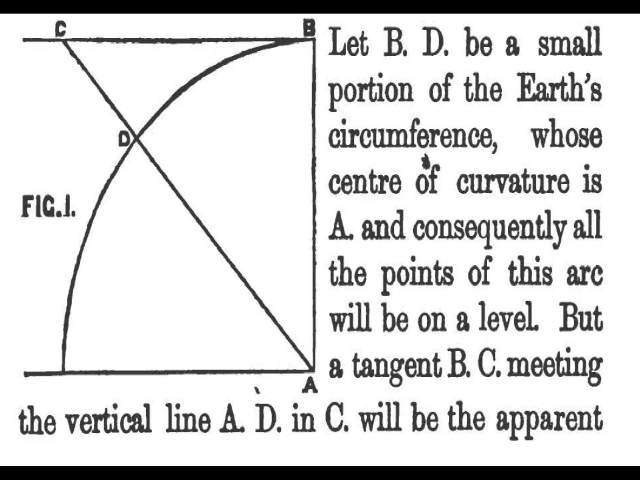 C
B
D
FIG.1.
A
Let B. D. be a small
portion of the Earth's
circumference, whose
centre of curvature is
A. and consequently all
the points of this arc
will be on a level. But
a tangent B. C. meeting
the vertical line A. D. in C. will be the apparent